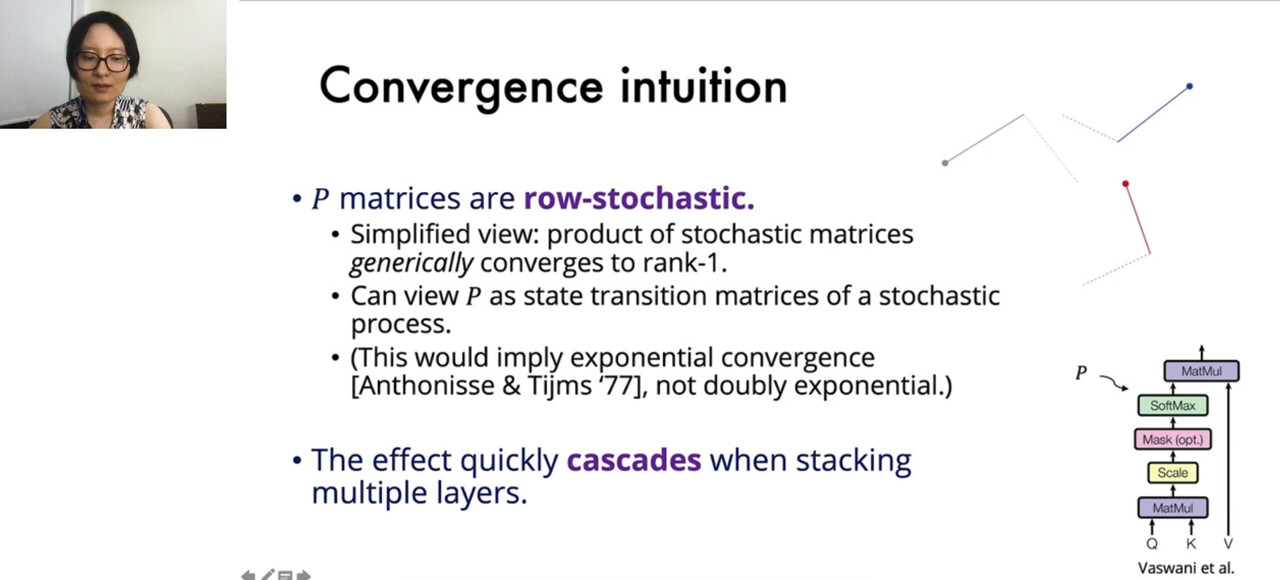 Convergence intuition
• P matrices are row-stochastic.
• Simplified view: product of stochastic matrices
generically converges to rank-1.
• Can view P as state transition matrices of a stochastic
process.
• (This would imply exponential convergence
[Anthonisse & Tijms ‘77], not doubly exponential.)
• The effect quickly cascades when stacking
multiple layers.
P
MatMul
SoftMax
Mask (opt.)
Scale
MatMul
Q K V
Vaswani et al.